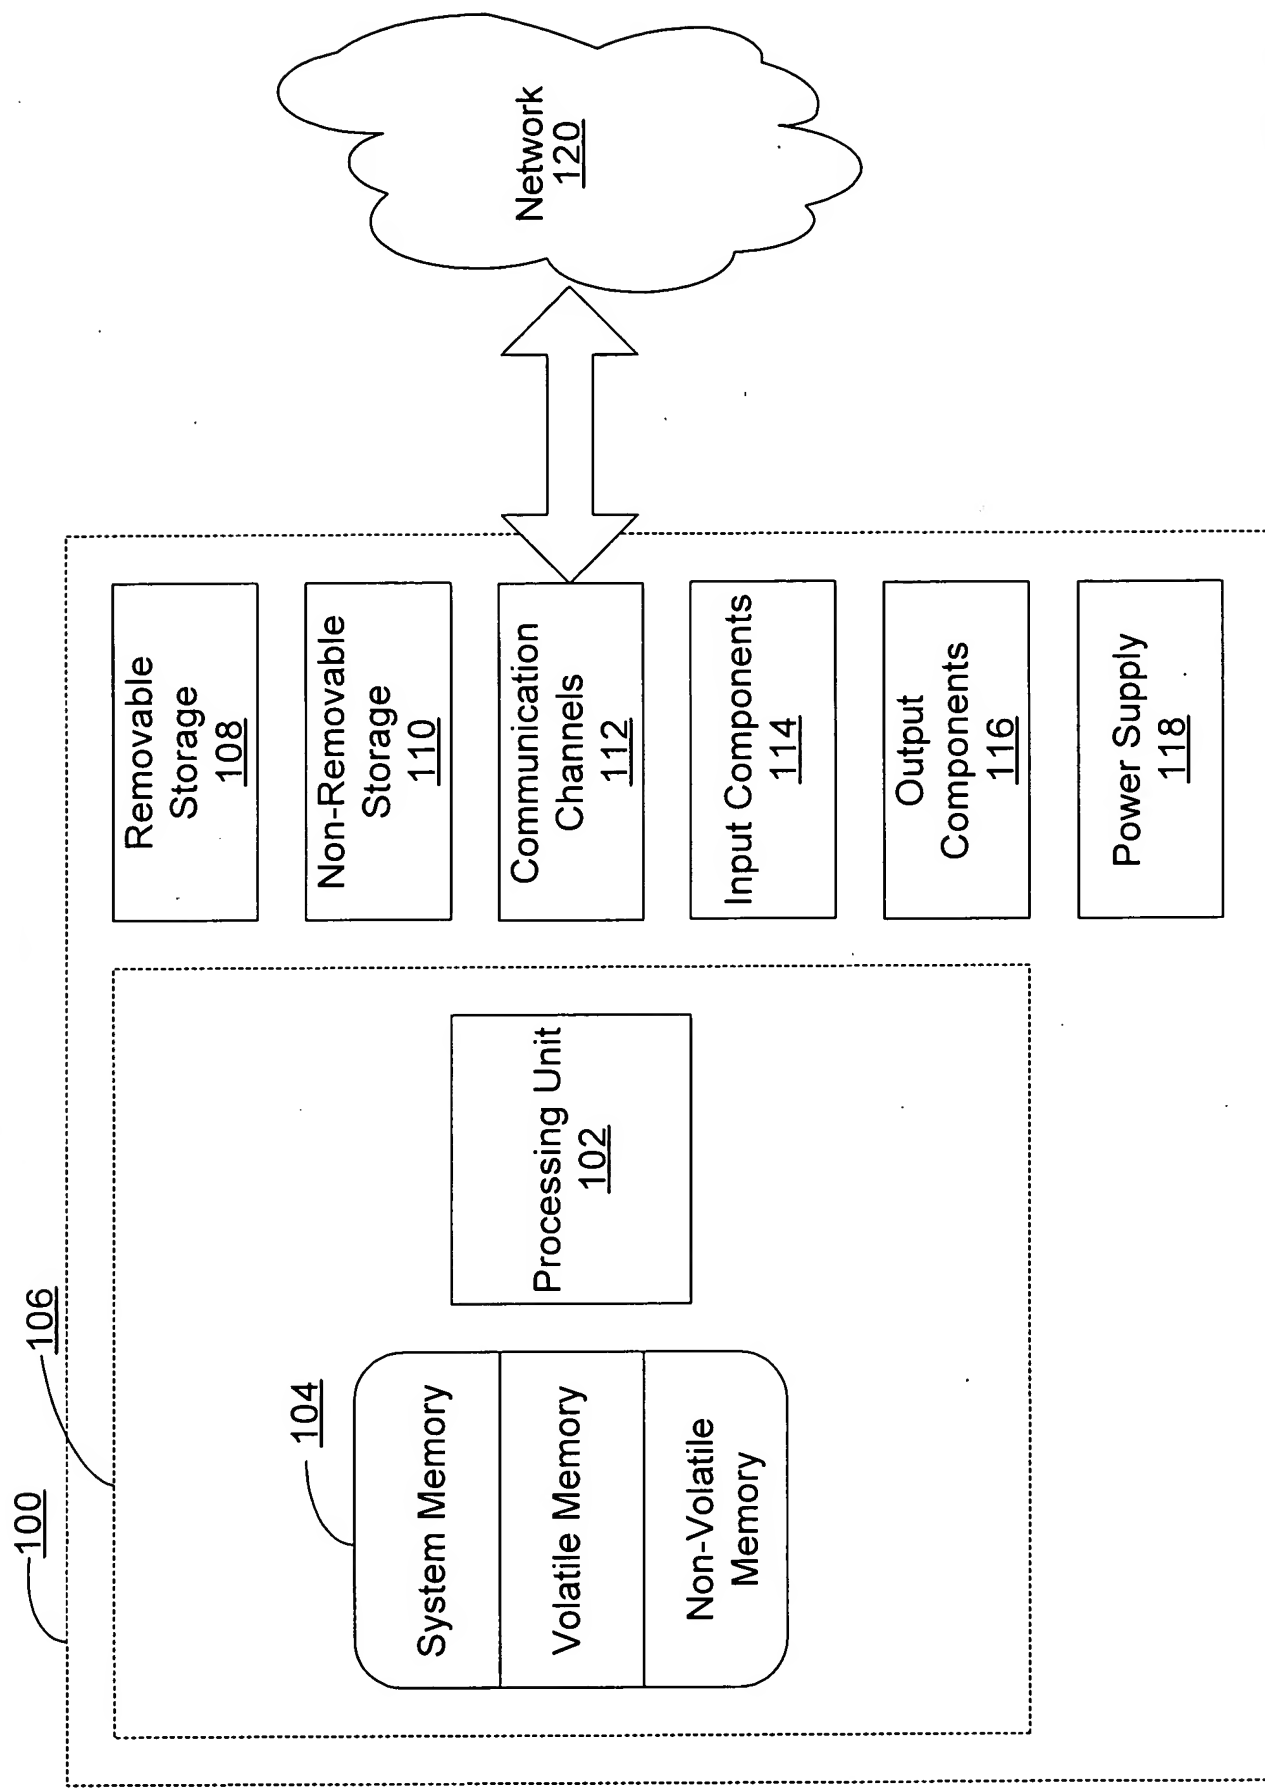 100
106
104
System Memory
Volatile Memory
Non-Volatile
Memory
Processing Unit
102
Removable
Storage
108
Non-Removable
Storage
110
Communication
Channels
112
Input Components
114
Output
Components
116
Power Supply
118
Network
120